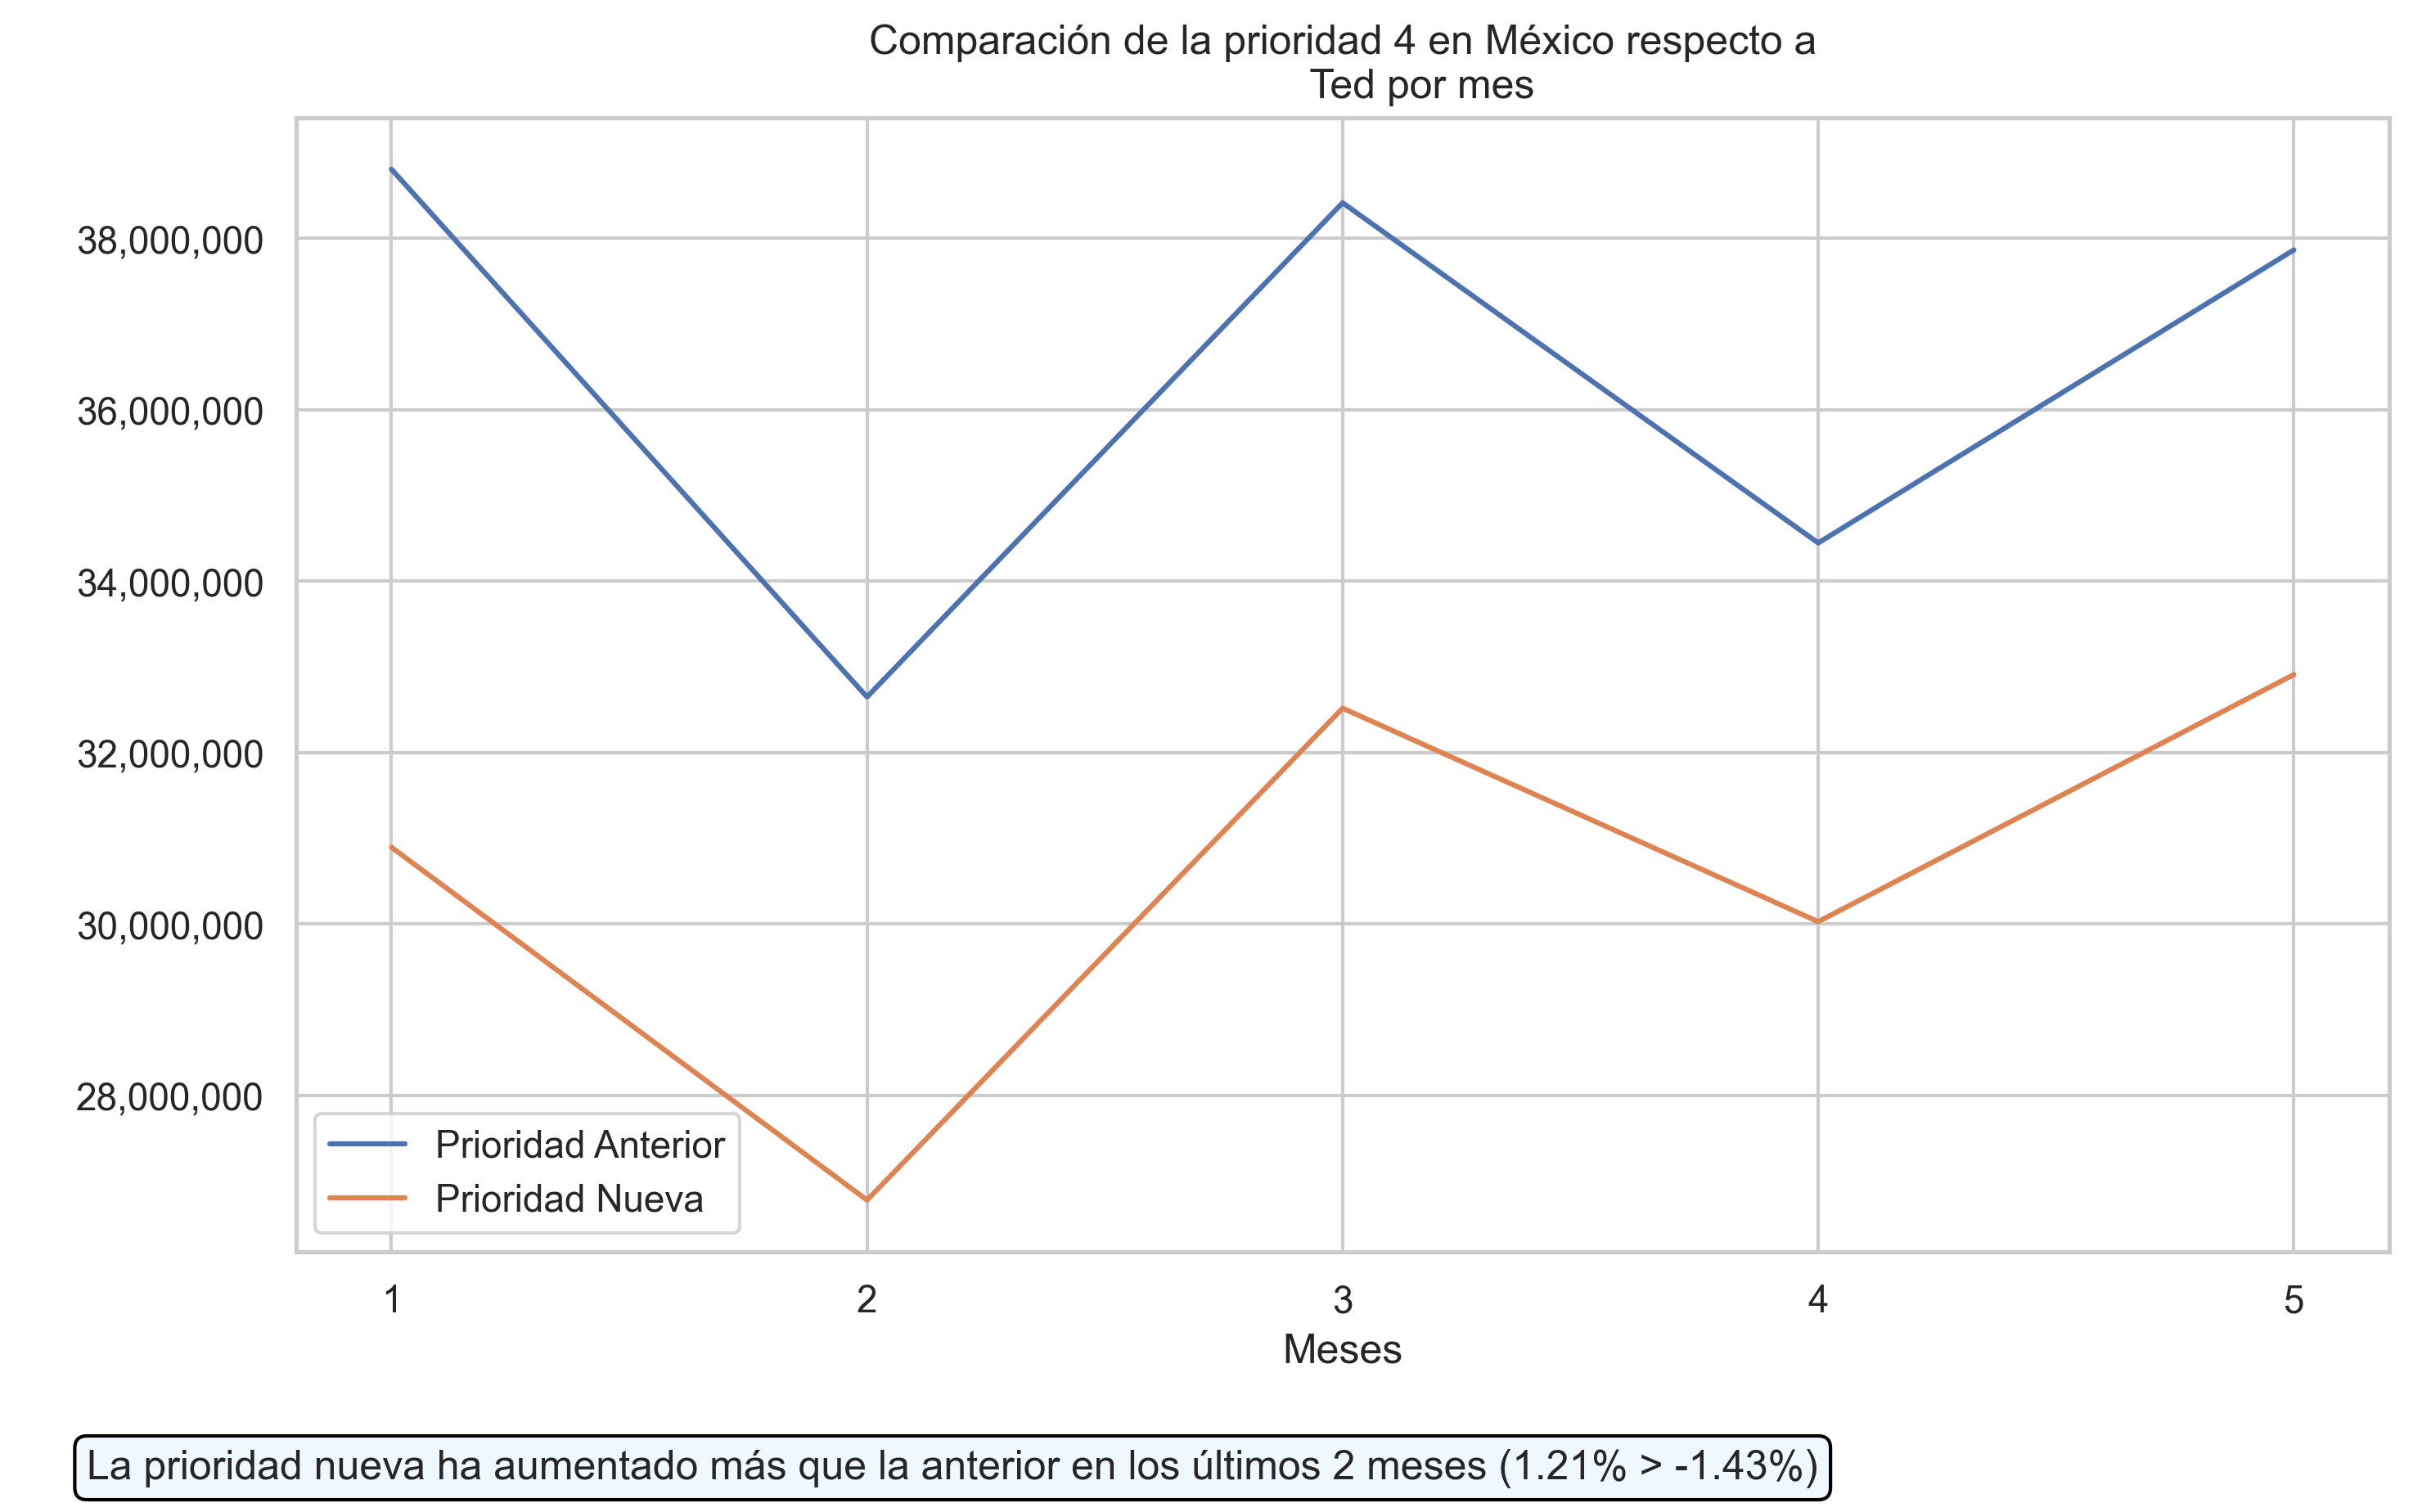 Comparación de la prioridad 4 en México respecto a
Ted por mes
38,000,000
36,000,000
34,000,000
32,000,000
30,000,000
28,000,000
Prioridad Anterior
Prioridad Nueva
1 2 3 4 5
Meses
La prioridad nueva ha aumentado más que la anterior en los últimos 2 meses (1.21% > -1.43%)